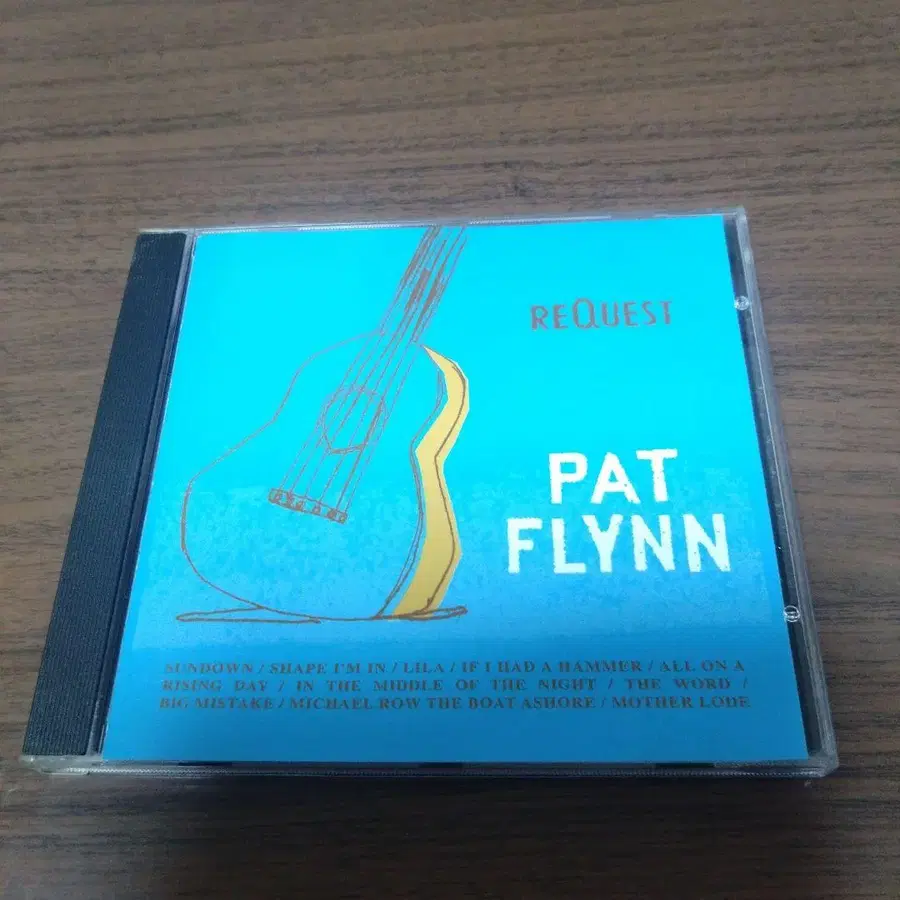 REQUEST
PAT
FLYNN
SUNDOWN / SHAPE I'M IN / LILA / IF I HAD A HAMMER / ALL ON A
RISING DAY / IN THE MIDDLE OF THE NIGHT / THE WORD /
BIG MISTAKE / MICHAEL ROW THE BOAT ASHORE / MOTHER LODE